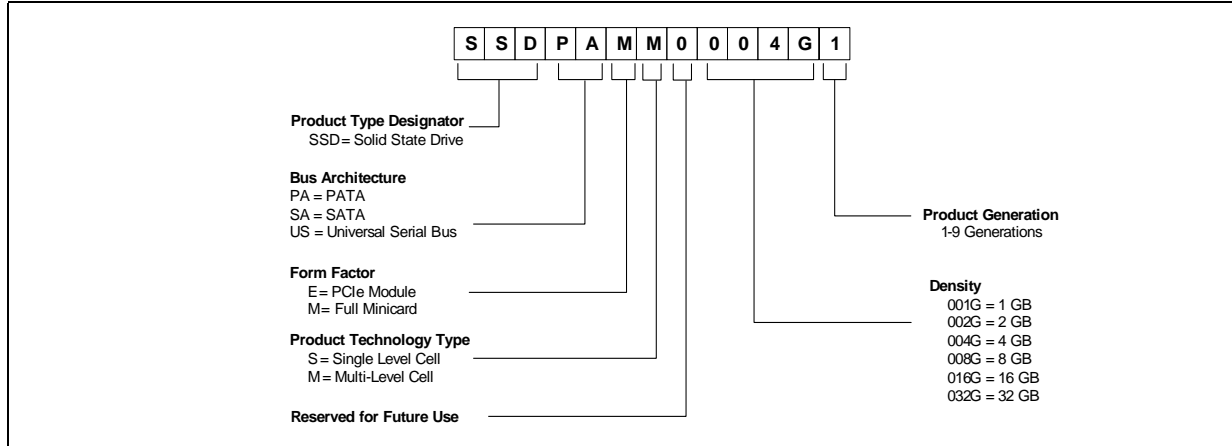 S S D P A M M 0 0 0 4 G 1
Product Type Designator
SSD= Solid State Drive
Bus Architecture
PA = PATA
SA = SATA
US = Universal Serial Bus
Form Factor
E= PCIe Module
M= Full Minicard
Product Technology Type
S= Single Level Cell
M= Multi-Level Cell
Reserved for Future Use
Product Generation
1-9 Generations
Density
001G = 1 GB
002G = 2 GB
004G = 4 GB
008G = 8 GB
016G = 16 GB
032G = 32 GB